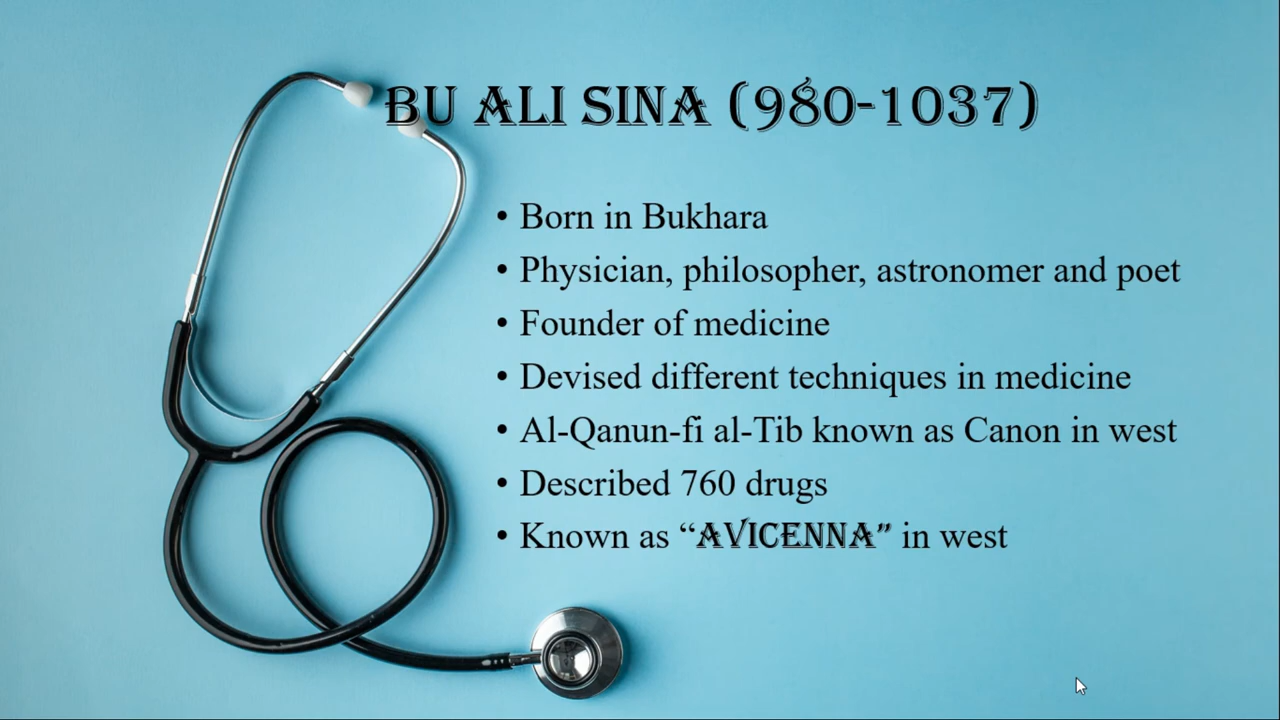 BU ALI SINA (980-1037)
• Born in Bukhara
• Physician, philosopher, astronomer and poet
• Founder of medicine
• Devised different techniques in medicine
• Al-Qanun-fi al-Tib known as Canon in west
• Described 760 drugs
• Known as “AVICENNA” in west